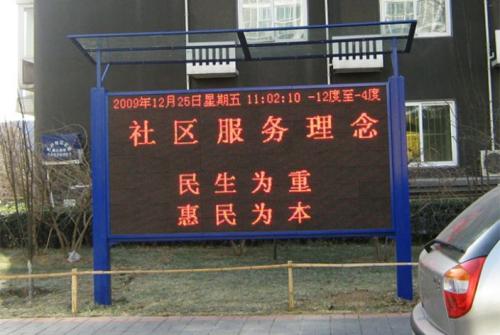 2009年12月25日星期五 11:02:10 -12度至-4度
社区服务理念
民生为重
惠民为本